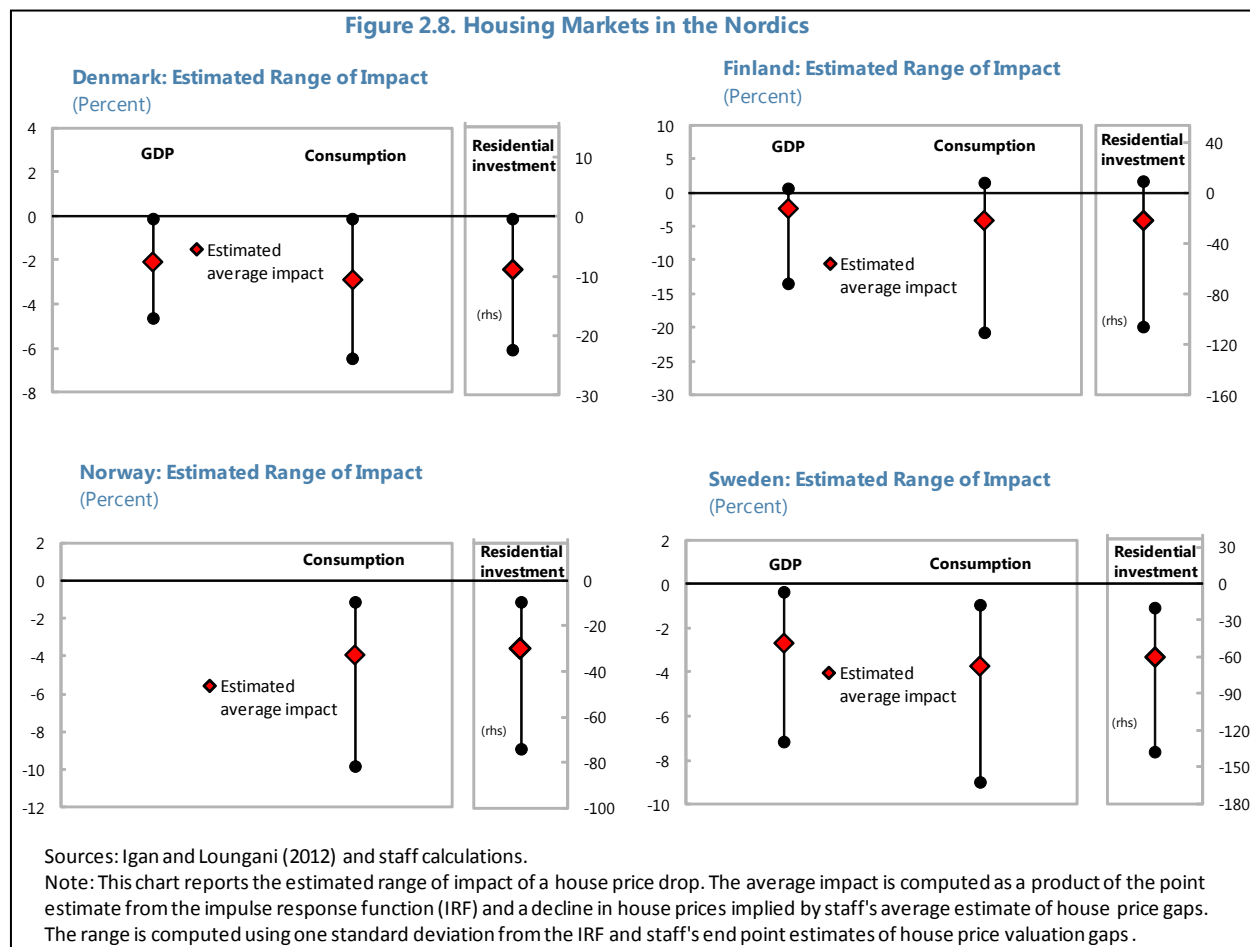 Figure 2.8. Housing Markets in the Nordics
Denmark: Estimated Range of Impact
(Percent)
4
2
0
-2
-4
-6
-8
GDP
Consumption
Estimated
average impact
Residential
investment
(rhs)
10
0
-10
-20
-30
Finland: Estimated Range of Impact
(Percent)
10
5
0
-5
-10
-15
-20
-25
-30
GDP
Consumption
Estimated
average impact
Residential
investment
(rhs)
40
0
-40
-80
-120
-160
Norway: Estimated Range of Impact
(Percent)
2
0
-2
-4
-6
-8
-10
-12
Consumption
Estimated
average impact
Residential
investment
(rhs)
0
-20
-40
-60
-80
-100
Sweden: Estimated Range of Impact
(Percent)
2
0
-2
-4
-6
-8
-10
GDP
Consumption
Estimated
average impact
Residential
investment
(rhs)
30
0
-30
-60
-90
-120
-150
-180
Sources: Igan and Loungani (2012) and staff calculations.
Note: This chart reports the estimated range of impact of a house price drop. The average impact is computed as a product of the point
estimate from the impulse response function (IRF) and a decline in house prices implied by staff's average estimate of house price gaps.
The range is computed using one standard deviation from the IRF and staff's end point estimates of house price valuation gaps .